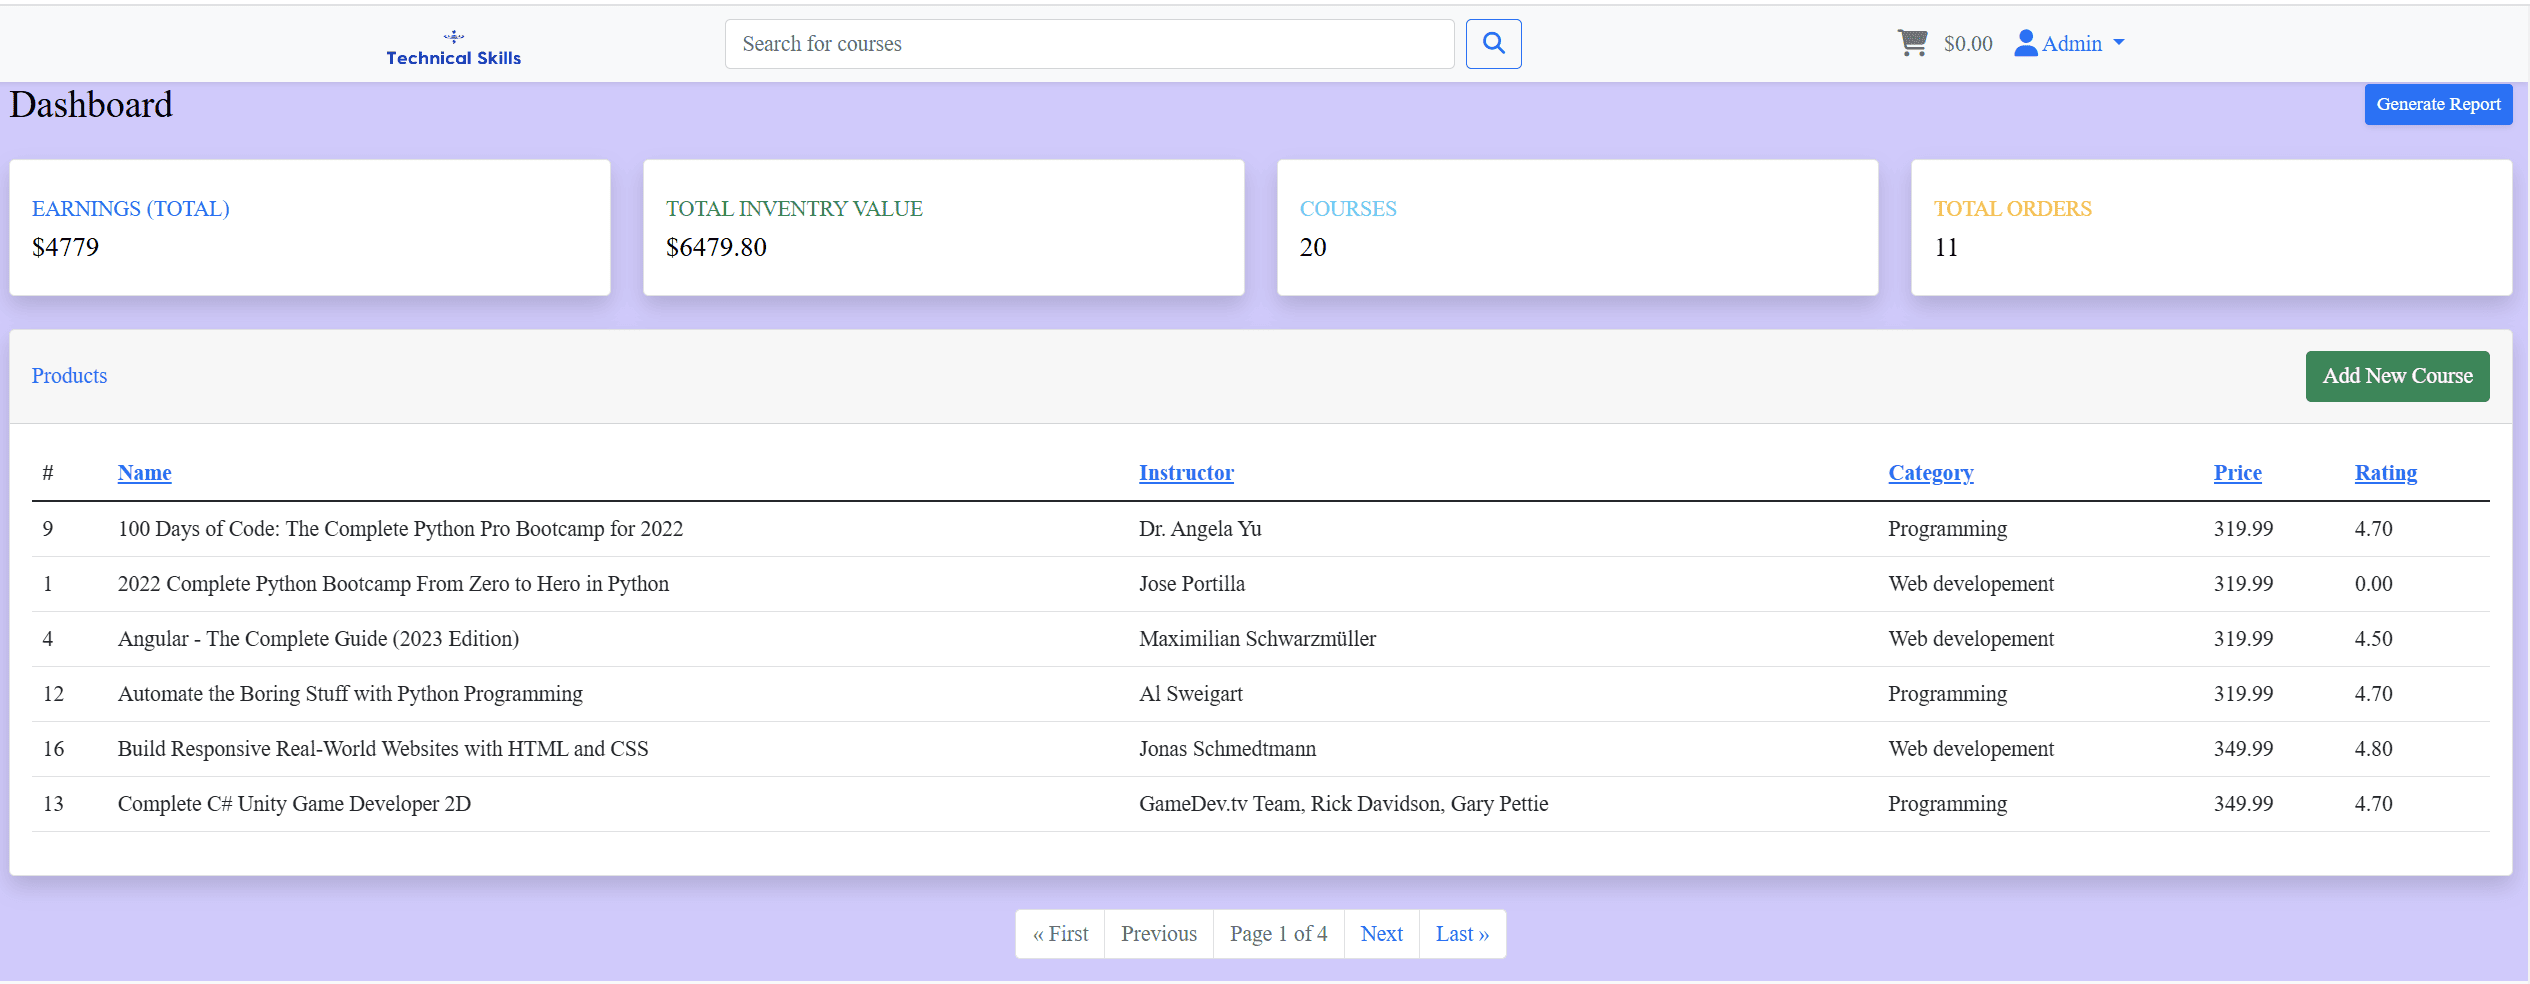 Technical Skills
Search for courses
$0.00
Admin
Dashboard
Generate Report
EARNINGS (TOTAL)
$4779
TOTAL INVENTRY VALUE
$6479.80
COURSES
20
TOTAL ORDERS
11
Products
Add New Course
# Name Instructor Category Price Rating
9 100 Days of Code: The Complete Python Pro Bootcamp for 2022 Dr. Angela Yu Programming 319.99 4.70
1 2022 Complete Python Bootcamp From Zero to Hero in Python Jose Portilla Web developement 319.99 0.00
4 Angular - The Complete Guide (2023 Edition) Maximilian Schwarzmüller Web developement 319.99 4.50
12 Automate the Boring Stuff with Python Programming Al Sweigart Programming 319.99 4.70
16 Build Responsive Real-World Websites with HTML and CSS Jonas Schmedtmann Web developement 349.99 4.80
13 Complete C# Unity Game Developer 2D GameDev.tv Team, Rick Davidson, Gary Pettie Programming 349.99 4.70
« First Previous Page 1 of 4 Next Last »